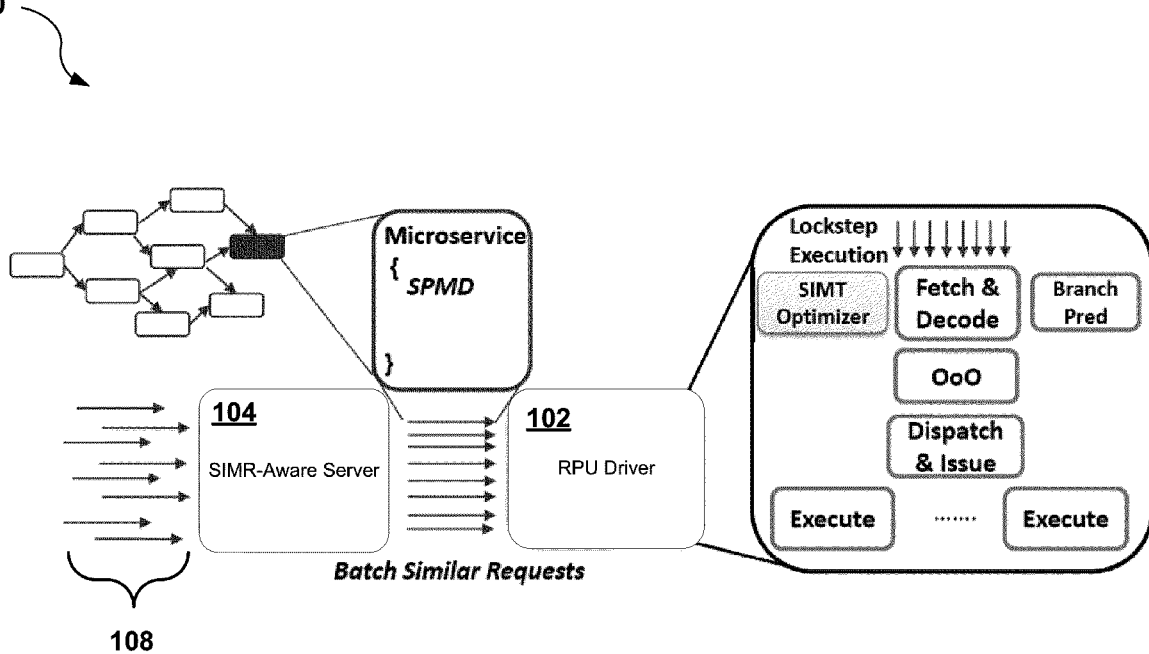 Lockstep
Execution
Microservice
{
SPMD
}
SIMT
Optimizer
Fetch &
Decode
Branch
Pred
OoO
Dispatch
& Issue
Execute
.......
Execute
104
SIMR-Aware Server
102
RPU Driver
Batch Similar Requests
108